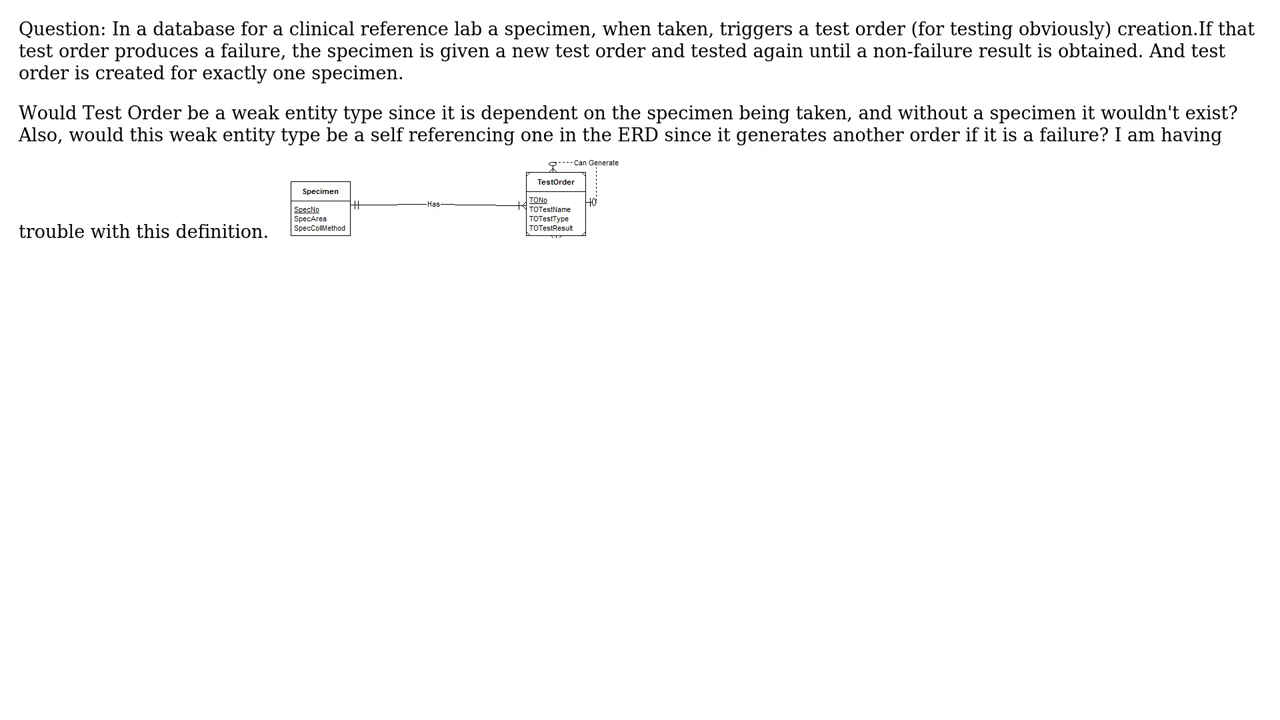 Question: In a database for a clinical reference lab a specimen, when taken, triggers a test order (for testing obviously) creation.If that
test order produces a failure, the specimen is given a new test order and tested again until a non-failure result is obtained. And test
order is created for exactly one specimen.
Would Test Order be a weak entity type since it is dependent on the specimen being taken, and without a specimen it wouldn't exist?
Also, would this weak entity type be a self referencing one in the ERD since it generates another order if it is a failure? I am having
trouble with this definition.
Specimen
SpecNo
SpecArea
SpecCollMethod
Has
Can Generate
TestOrder
TONo
TOTestName
TOTestType
TOTestResult